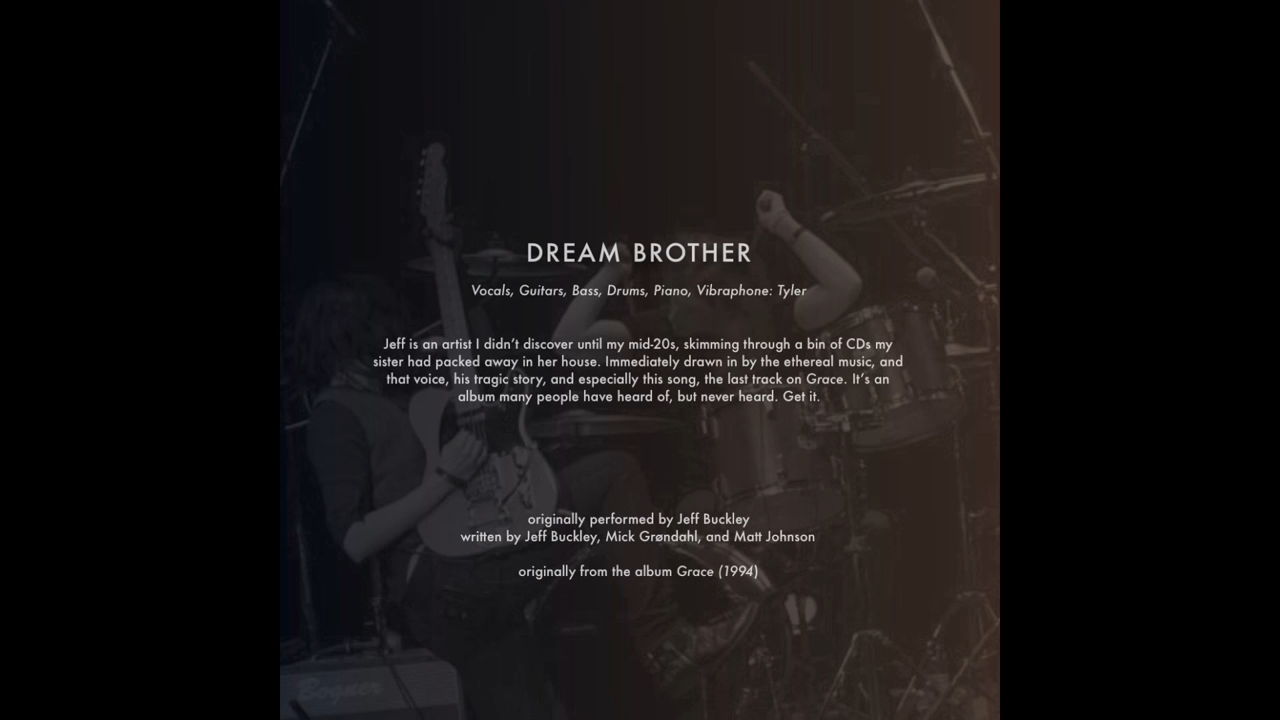 DREAM BROTHER
Vocals, Guitars, Bass, Drums, Piano, Vibraphone: Tyler
Jeff is an artist I didn't discover until my mid-20s, skimming through a bin of CDs my
sister had packed away in her house. Immediately drawn in by the ethereal music, and
that voice, his tragic story, and especially this song, the last track on Grace. It's an
album many people have heard of, but never heard. Get it.
originally performed by Jeff Buckley
written by Jeff Buckley, Mick Grøndahl, and Matt Johnson
originally from the album Grace (1994)
Bogner